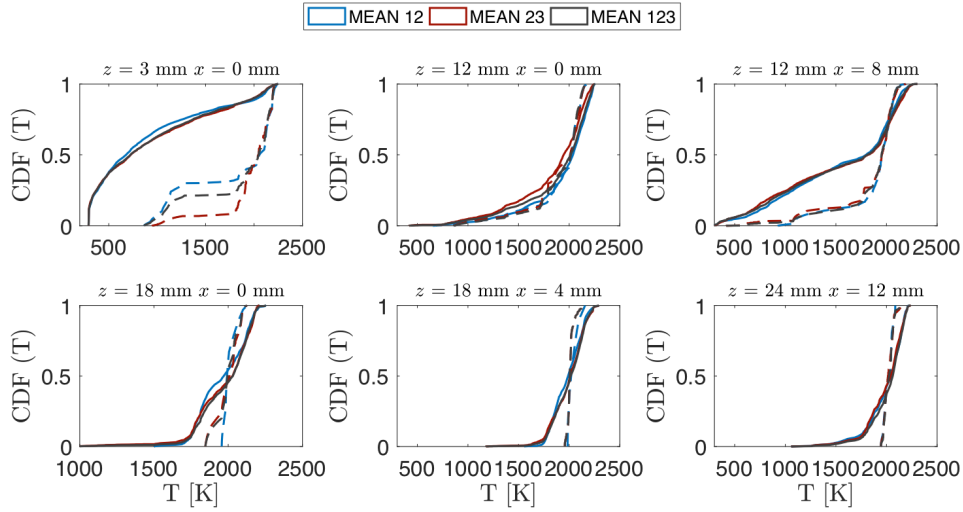 MEAN 12 MEAN 23 MEAN 123
z = 3 mm x = 0 mm
z = 12 mm x = 0 mm
z = 12 mm x = 8 mm
CDF (T)
1
0.5
0
500 1500 2500
CDF (T)
1
0.5
0
500 1000 1500 2000 2500
CDF (T)
1
0.5
0
500 1000 1500 2000 2500
z = 18 mm x = 0 mm
z = 18 mm x = 4 mm
z = 24 mm x = 12 mm
CDF (T)
1
0.5
0
1000 1500 2000 2500
T [K]
CDF (T)
1
0.5
0
500 1000 1500 2000 2500
T [K]
CDF (T)
1
0.5
0
500 1000 1500 2000 2500
T [K]